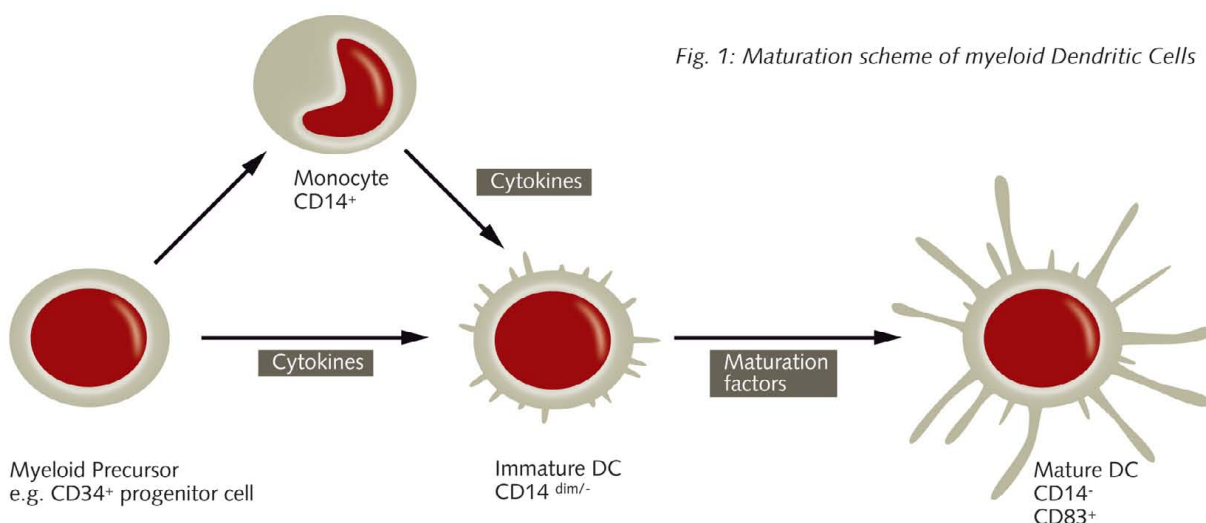 Fig. 1: Maturation scheme of myeloid Dendritic Cells
Monocyte
CD14⁺
Cytokines
Cytokines
Maturation
factors
Myeloid Precursor
e.g. CD34⁺ progenitor cell
Immature DC
CD14 ᵈⁱᵐ/⁻
Mature DC
CD14⁻
CD83⁺